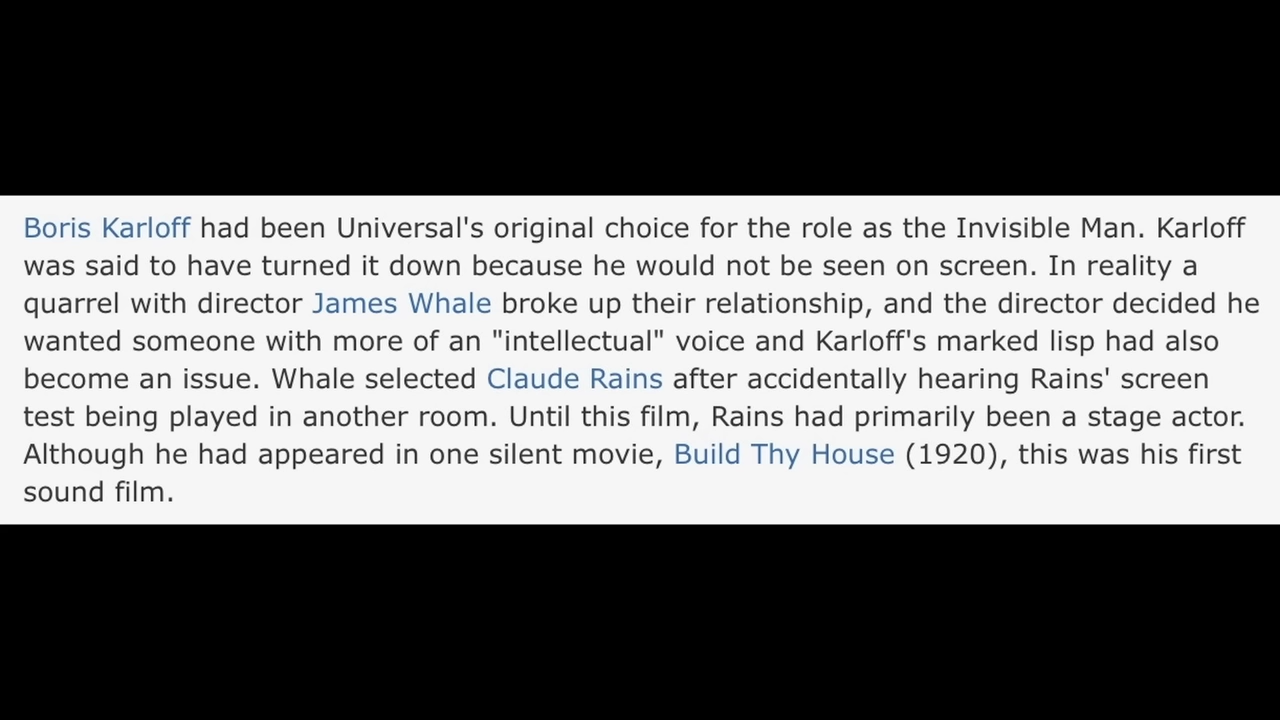 Boris Karloff had been Universal's original choice for the role as the Invisible Man. Karloff
was said to have turned it down because he would not be seen on screen. In reality a
quarrel with director James Whale broke up their relationship, and the director decided he
wanted someone with more of an "intellectual" voice and Karloff's marked lisp had also
become an issue. Whale selected Claude Rains after accidentally hearing Rains' screen
test being played in another room. Until this film, Rains had primarily been a stage actor.
Although he had appeared in one silent movie, Build Thy House (1920), this was his first
sound film.